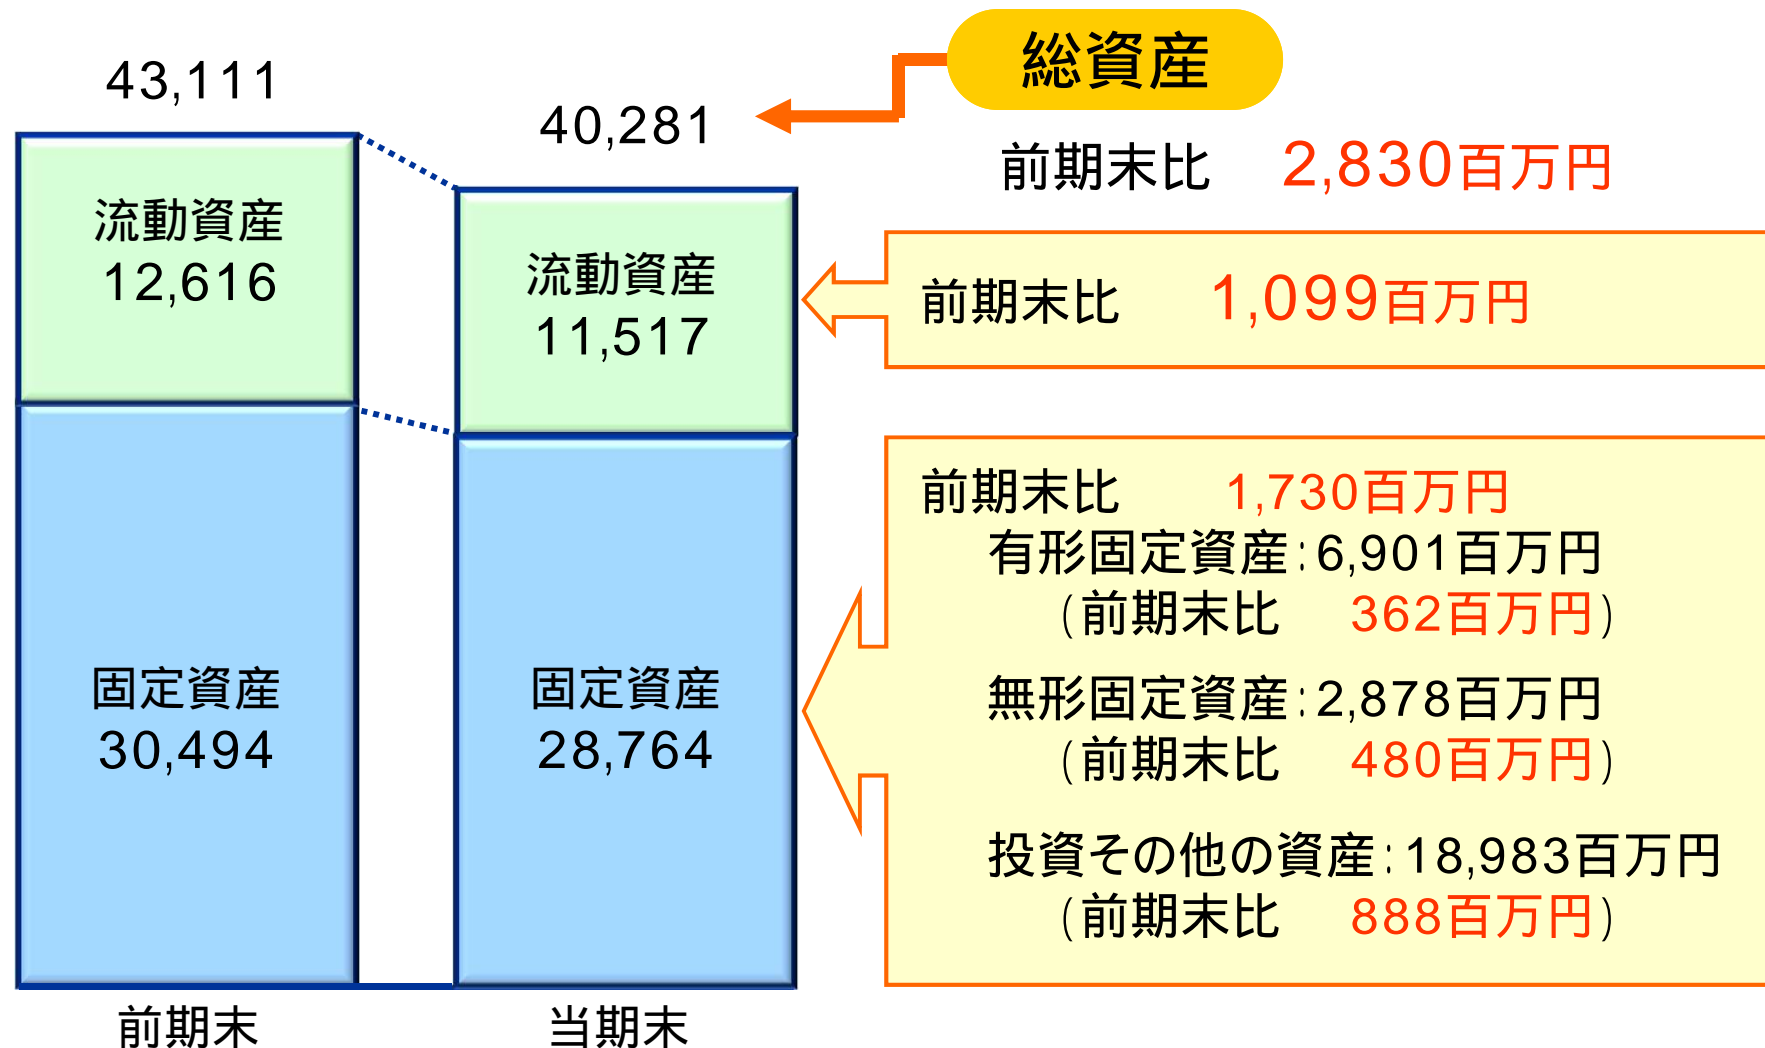 総資産
43,111
40,281
前期末比 2,830百万円
流動資産
12,616
流動資産
11,517
前期末比 1,099百万円
固定資産
30,494
固定資産
28,764
前期末比 1,730百万円
有形固定資産：6,901百万円
（前期末比 362百万円）
無形固定資産：2,878百万円
（前期末比 480百万円）
投資その他の資産：18,983百万円
（前期末比 888百万円）
前期末
当期末